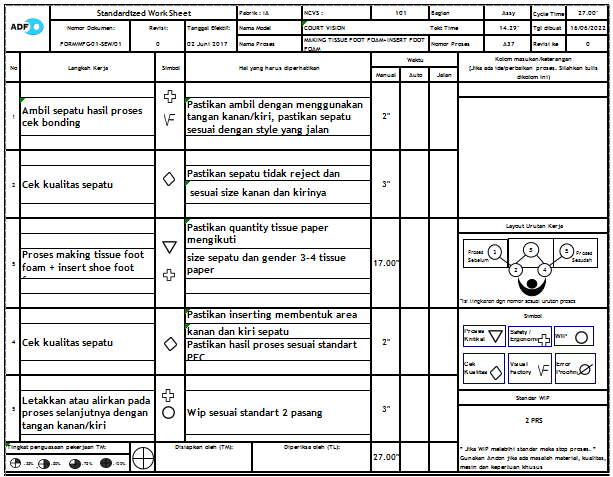 ADF
Standardized Work Sheet
Pabrik : IA
NCVS :
101
Bagian
Assy
Cycle Time
27.00"
Nomor Dokumen:
Revisi:
Tanggal Efektif:
Nama Model
COURT VISION
Takt Time
14.29"
Tgl dibuat
16/06/2022
FORM/MFG01-SEW/01
0
02 Juni 2017
Nama Proses
MAKING TISSUE FOOT FOAM+INSERT FOOT
FOAM
Nomor Proses
A37
Revisi ke
0
No
Langkah Kerja
Simbol
Hal yang harus diperhatikan
Waktu
Manual
Auto
Jalan
Kolom masukan/keterangan
(Jika ada ide/perbaikan proses. Silahkan tulis
dikolom ini)
1
Ambil sepatu hasil proses
cek bonding
VF
Pastikan ambil dengan menggunakan
tangan kanan/kiri, pastikan sepatu
sesuai dengan style yang jalan
2"
2
Cek kualitas sepatu
Pastikan sepatu tidak reject dan
sesuai size kanan dan kirinya
3"
3
Proses making tissue foot
foam + insert shoe foot
Pastikan quantity tissue paper
mengikuti
size sepatu dan gender 3-4 tissue
paper
17.00"
Layout Urutan Kerja
Proses
Sebelum
1
2
3
4
5
Proses
Sesudah
*Isi lingkaran dgn nomor sesuai urutan proses
4
Cek kualitas sepatu
Pastikan inserting membentuk area
kanan dan kiri sepatu
Pastikan hasil proses sesuai standart
PFC
2"
Simbol
Proses
Kritikal
Safety /
Ergonomi
WIP
Cek
Kualitas
Visual
Factory
VF
Error
Proofing
5
Letakkan atau alirkan pada
proses selanjutnya dengan
tangan kanan/kiri
Wip sesuai standart 2 pasang
3"
Standar WIP
2 PRS
* Jika WIP melebihi standar maka stop proses. *
Gunakan Andon jika ada masalah material, kualitas,
mesin dan keperluan khusus
Tingkat penguasaan pekerjaan TM:
Disiapkan oleh (TM):
Diperiksa oleh (TL):
27.00"